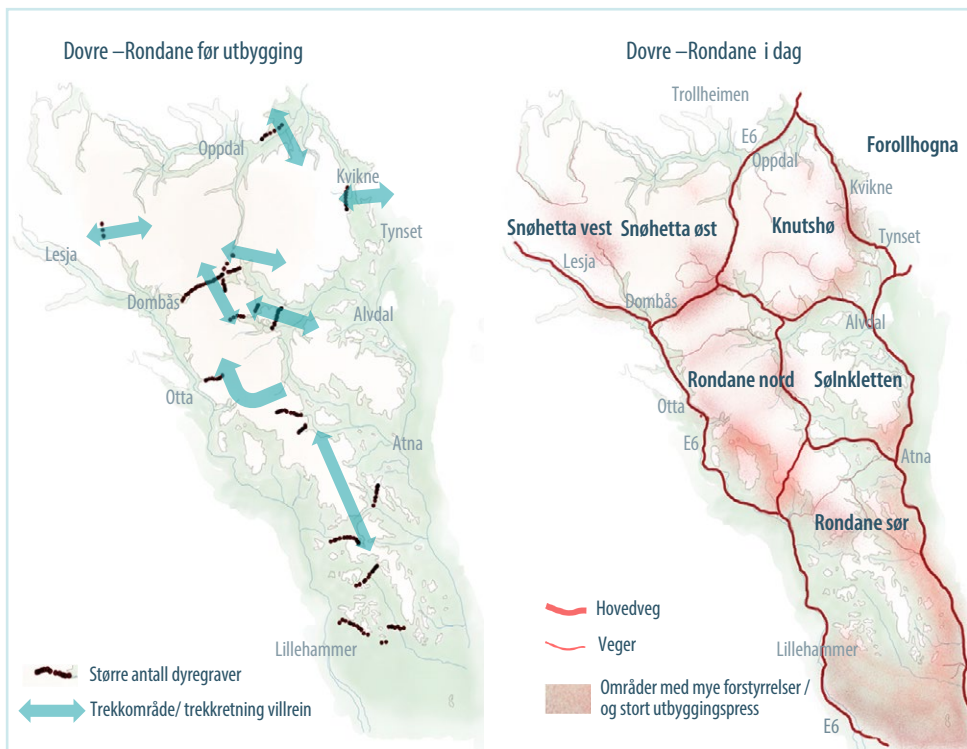 Dovre –Rondane før utbygging
Oppdal
Kvikne
Tynset
Lesja
Dombås
Alvdal
Otta
Atna
Lillehammer
Større antall dyregraver
Trekkområde/ trekkretning villrein
Dovre –Rondane i dag
Trollheimen
E6
Oppdal
Forollhogna
Kvikne
Snøhetta vest
Snøhetta øst
Knutshø
Tynset
Lesja
Dombås
Alvdal
Rondane nord
Sølnkletten
Otta
E6
Atna
Rondane sør
Hovedveg
Veger
Lillehammer
Områder med mye forstyrrelser /
og stort utbyggingspress
E6